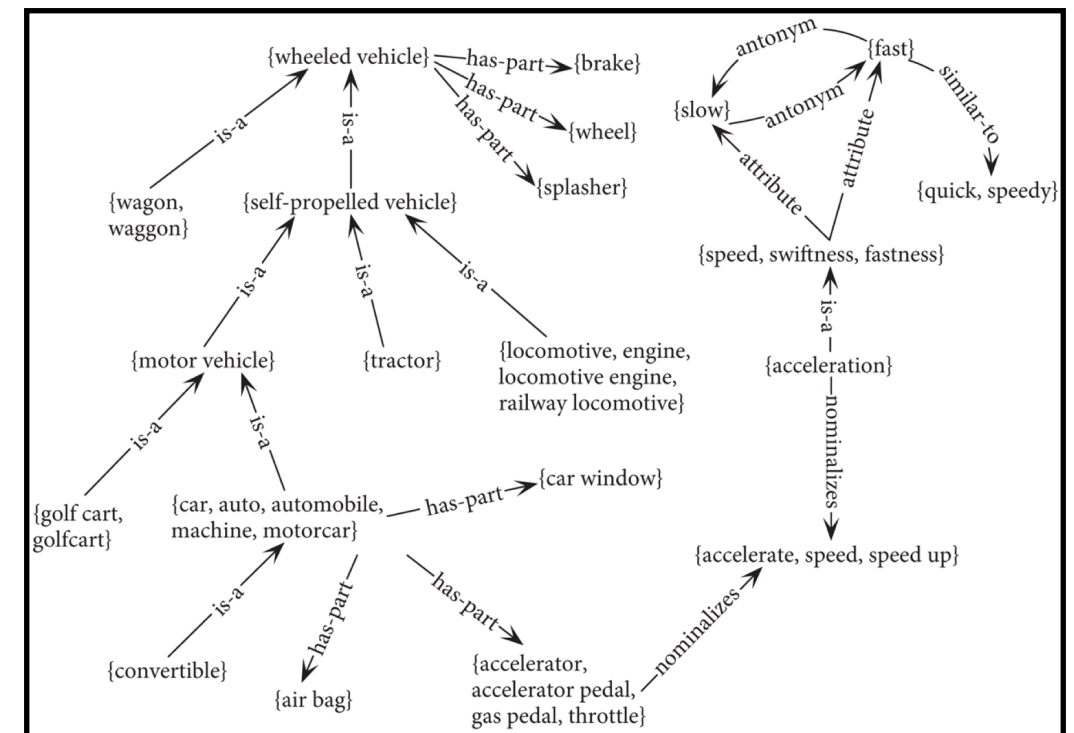 antonym
{fast}
{wheeled vehicle}
has-part
{brake}
similar-to
has-part
{slow}
antonym
has-part
{wheel}
is-a
is-a
attribute
attribute
{splasher}
{quick, speedy}
{wagon,
waggon}
{self-propelled vehicle}
{speed, swiftness, fastness}
is-a
is-a
is-a
is-a
{motor vehicle}
{tractor}
{locomotive, engine,
locomotive engine,
railway locomotive}
{acceleration}
nominalizes
is-a
is-a
{car window}
has-part
{golf cart,
golfcart}
{car, auto, automobile,
machine, motorcar}
{accelerate, speed, speed up}
is-a
has-part
has-part
nominalizes
{convertible}
{air bag}
{accelerator,
accelerator pedal,
gas pedal, throttle}